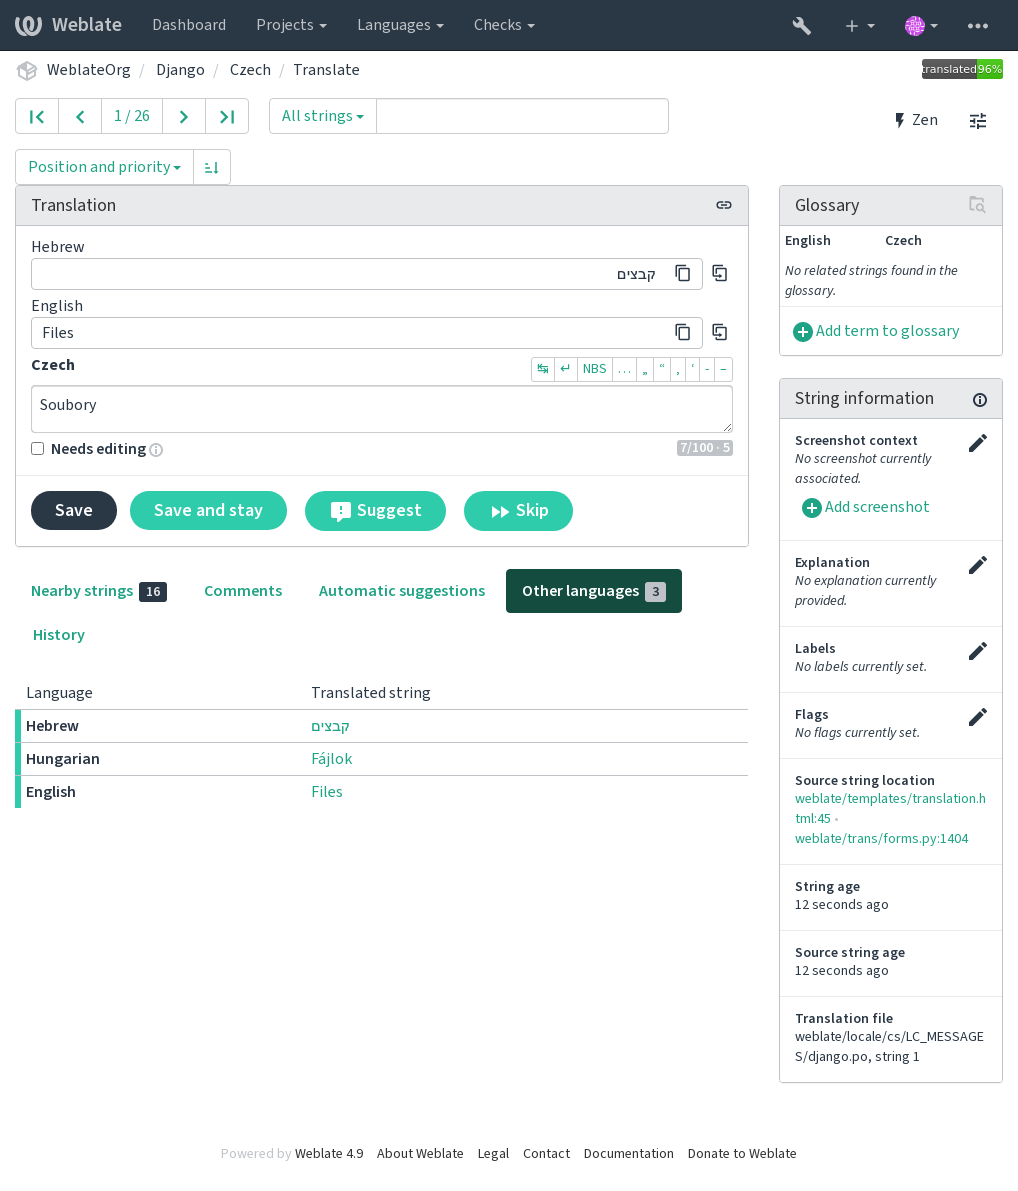 Weblate Dashboard Projects Languages Checks
WeblateOrg / Django / Czech / Translate
translated 96%
1 / 26
All strings
Zen
Position and priority
Translation
Hebrew
קבצים
English
Files
Czech
↹ ↵ NBS … „ “ ‚ ‘ - –
Soubory
Needs editing
7/100 · 5
Save
Save and stay
Suggest
Skip
Nearby strings 16
Comments
Automatic suggestions
Other languages 3
History
Language Translated string
Hebrew קבצים
Hungarian Fájlok
English Files
Glossary
English Czech
No related strings found in the
glossary.
Add term to glossary
String information
Screenshot context
No screenshot currently
associated.
Add screenshot
Explanation
No explanation currently
provided.
Labels
No labels currently set.
Flags
No flags currently set.
Source string location
weblate/templates/translation.h
tml:45 •
weblate/trans/forms.py:1404
String age
12 seconds ago
Source string age
12 seconds ago
Translation file
weblate/locale/cs/LC_MESSAGE
S/django.po, string 1
Powered by Weblate 4.9 About Weblate Legal Contact Documentation Donate to Weblate